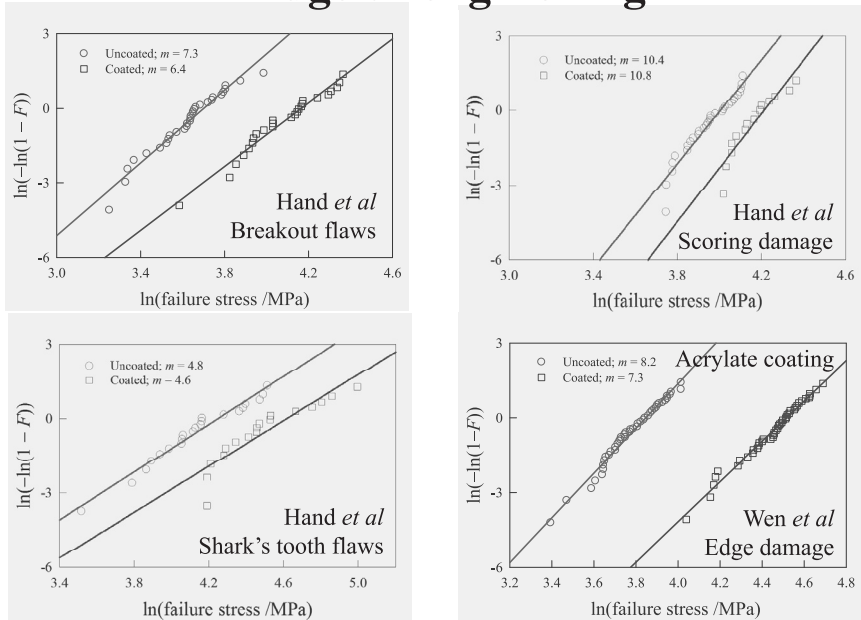 3
Uncoated; m = 7.3
Coated; m = 6.4
0
-3
-6
3.0 3.4 3.8 4.2 4.6
ln(−ln(1 − F))
ln(failure stress /MPa)
Hand et al
Breakout flaws
3
Uncoated; m = 10.4
Coated; m = 10.8
0
-3
-6
3.0 3.4 3.8 4.2 4.6
ln(−ln(1 − F))
ln(failure stress /MPa)
Hand et al
Scoring damage
3
Uncoated; m = 4.8
Coated; m − 4.6
0
-3
-6
3.4 3.8 4.2 4.6 5.0
ln(−ln(1 − F))
ln(failure stress /MPa)
Hand et al
Shark’s tooth flaws
3
Uncoated; m = 8.2
Coated; m = 7.3
Acrylate coating
0
-3
-6
3.2 3.4 3.6 3.8 4.0 4.2 4.4 4.6 4.8
ln(−ln(1−F))
ln(failure stress /MPa)
Wen et al
Edge damage